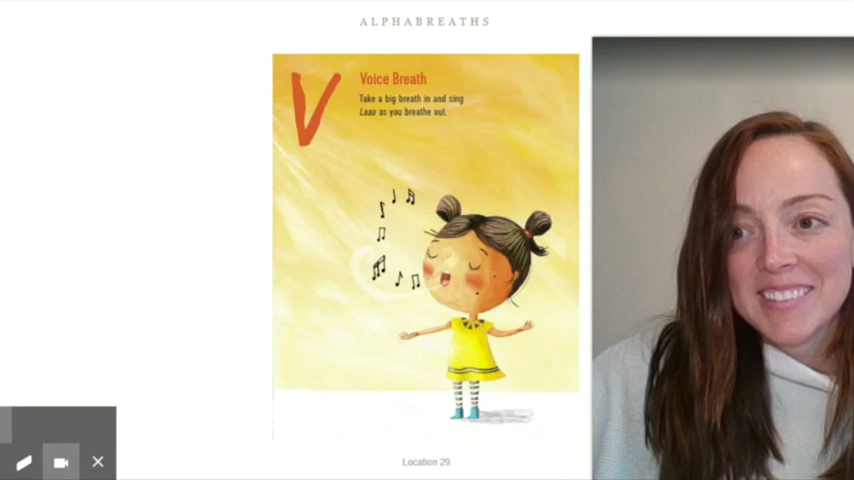 ALPHABREATHS
V
Voice Breath
Take a big breath in and sing
Laaa as you breathe out.
Location 29